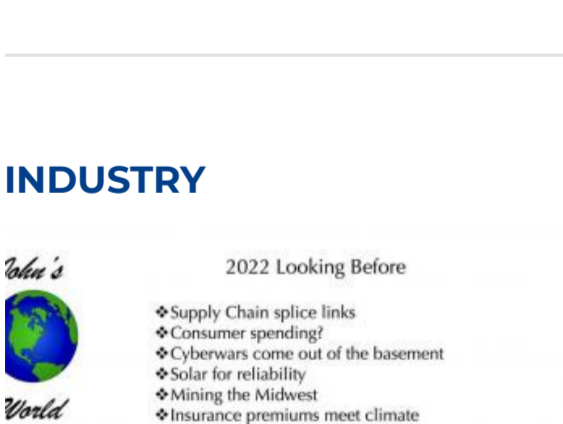 INDUSTRY
John's
World
2022 Looking Before
❖Supply Chain splice links
❖Consumer spending?
❖Cyberwars come out of the basement
❖Solar for reliability
❖Mining the Midwest
❖Insurance premiums meet climate